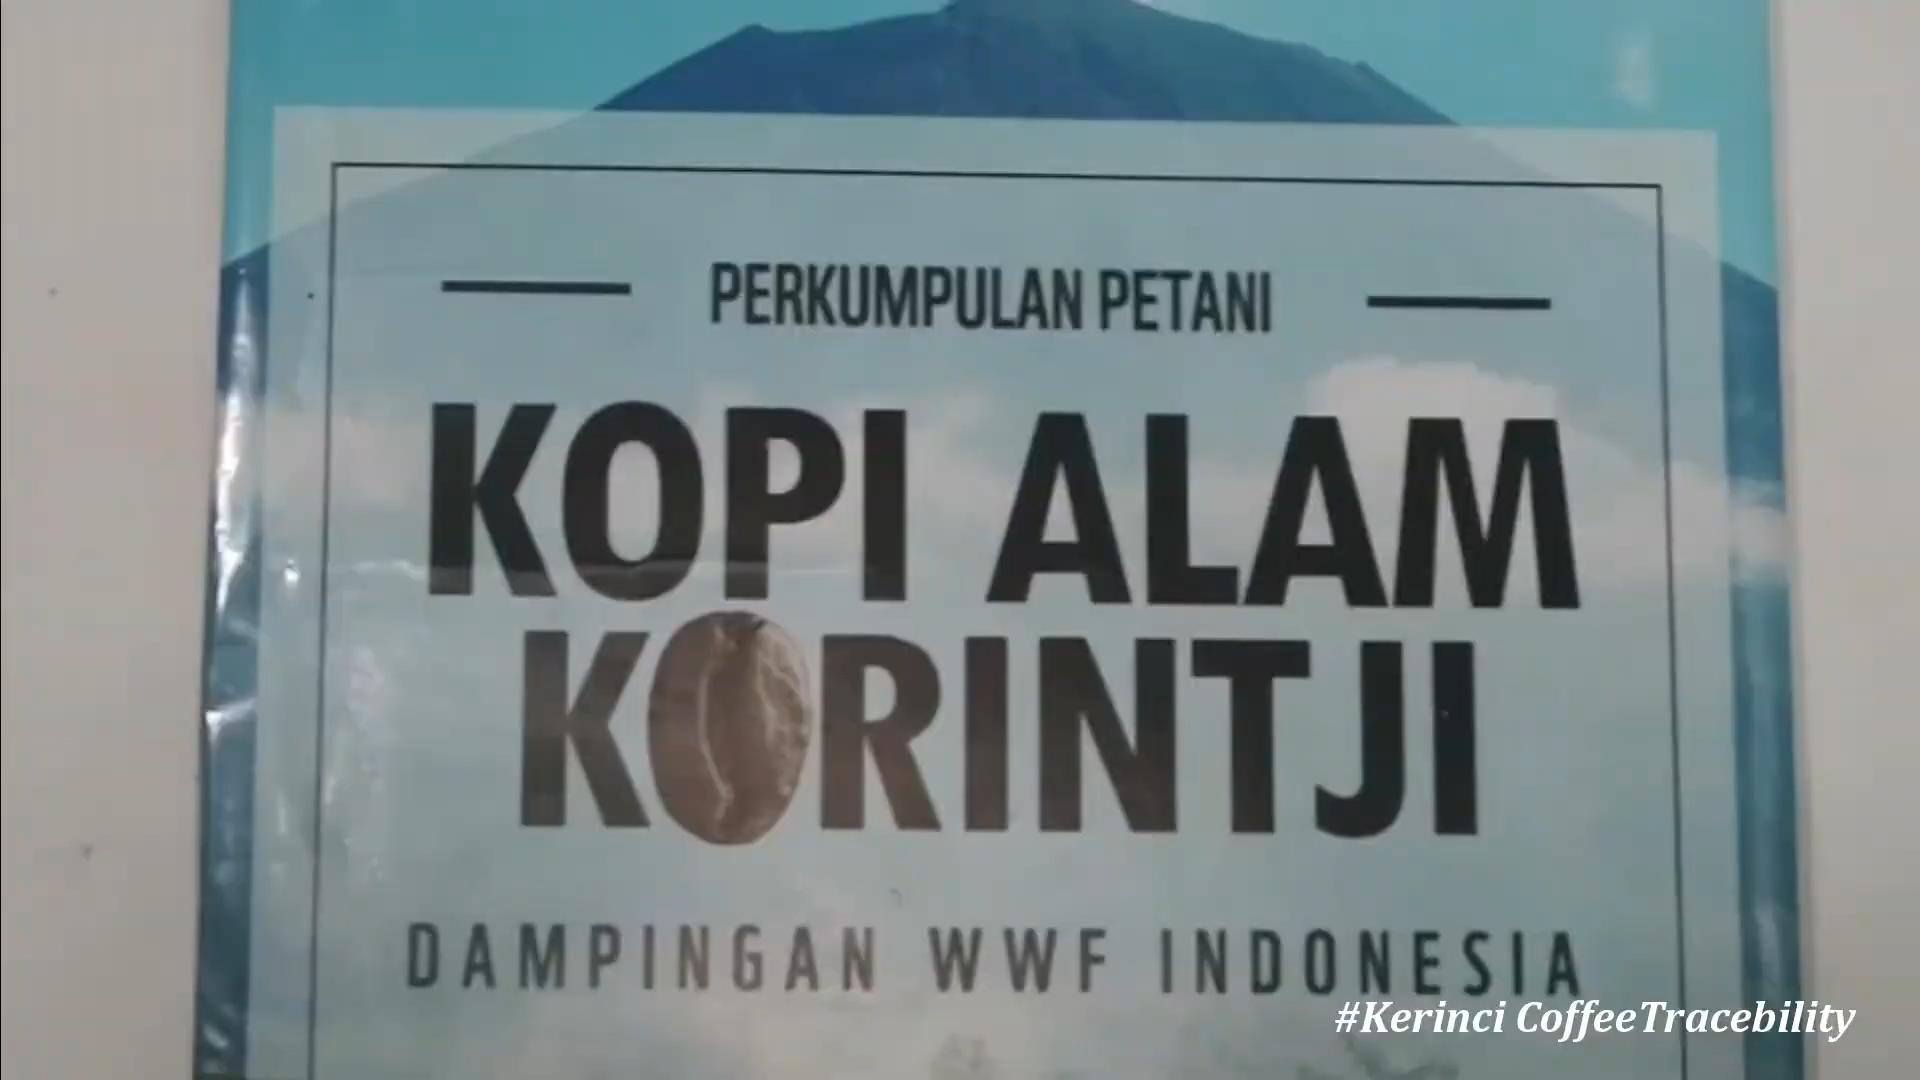 PERKUMPULAN PETANI
KOPI ALAM
KORINTJI
DAMPINGAN WWF INDONESIA
#Kerinci CoffeeTracebility